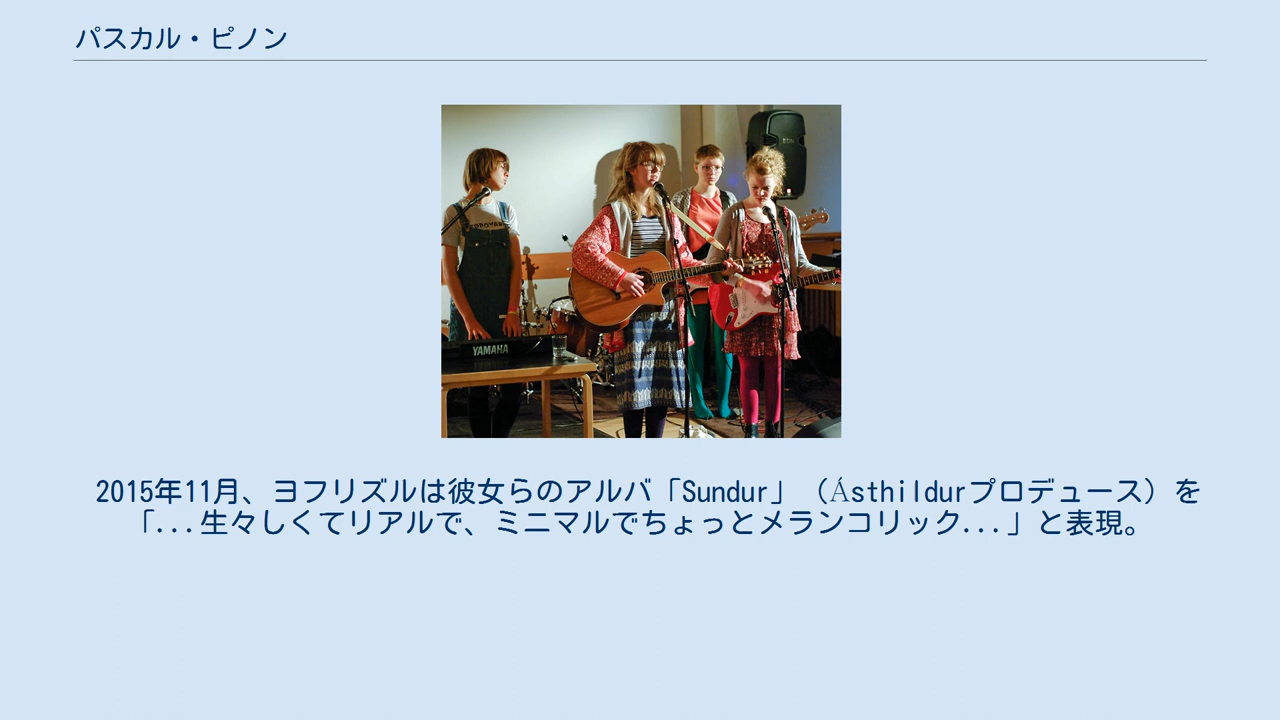 パスカル・ピノン
YAMAHA
2015年11月、ヨフリズルは彼女らのアルバ「Sundur」（Ásthildurプロデュース）を
「...生々しくてリアルで、ミニマルでちょっとメランコリック...」と表現。